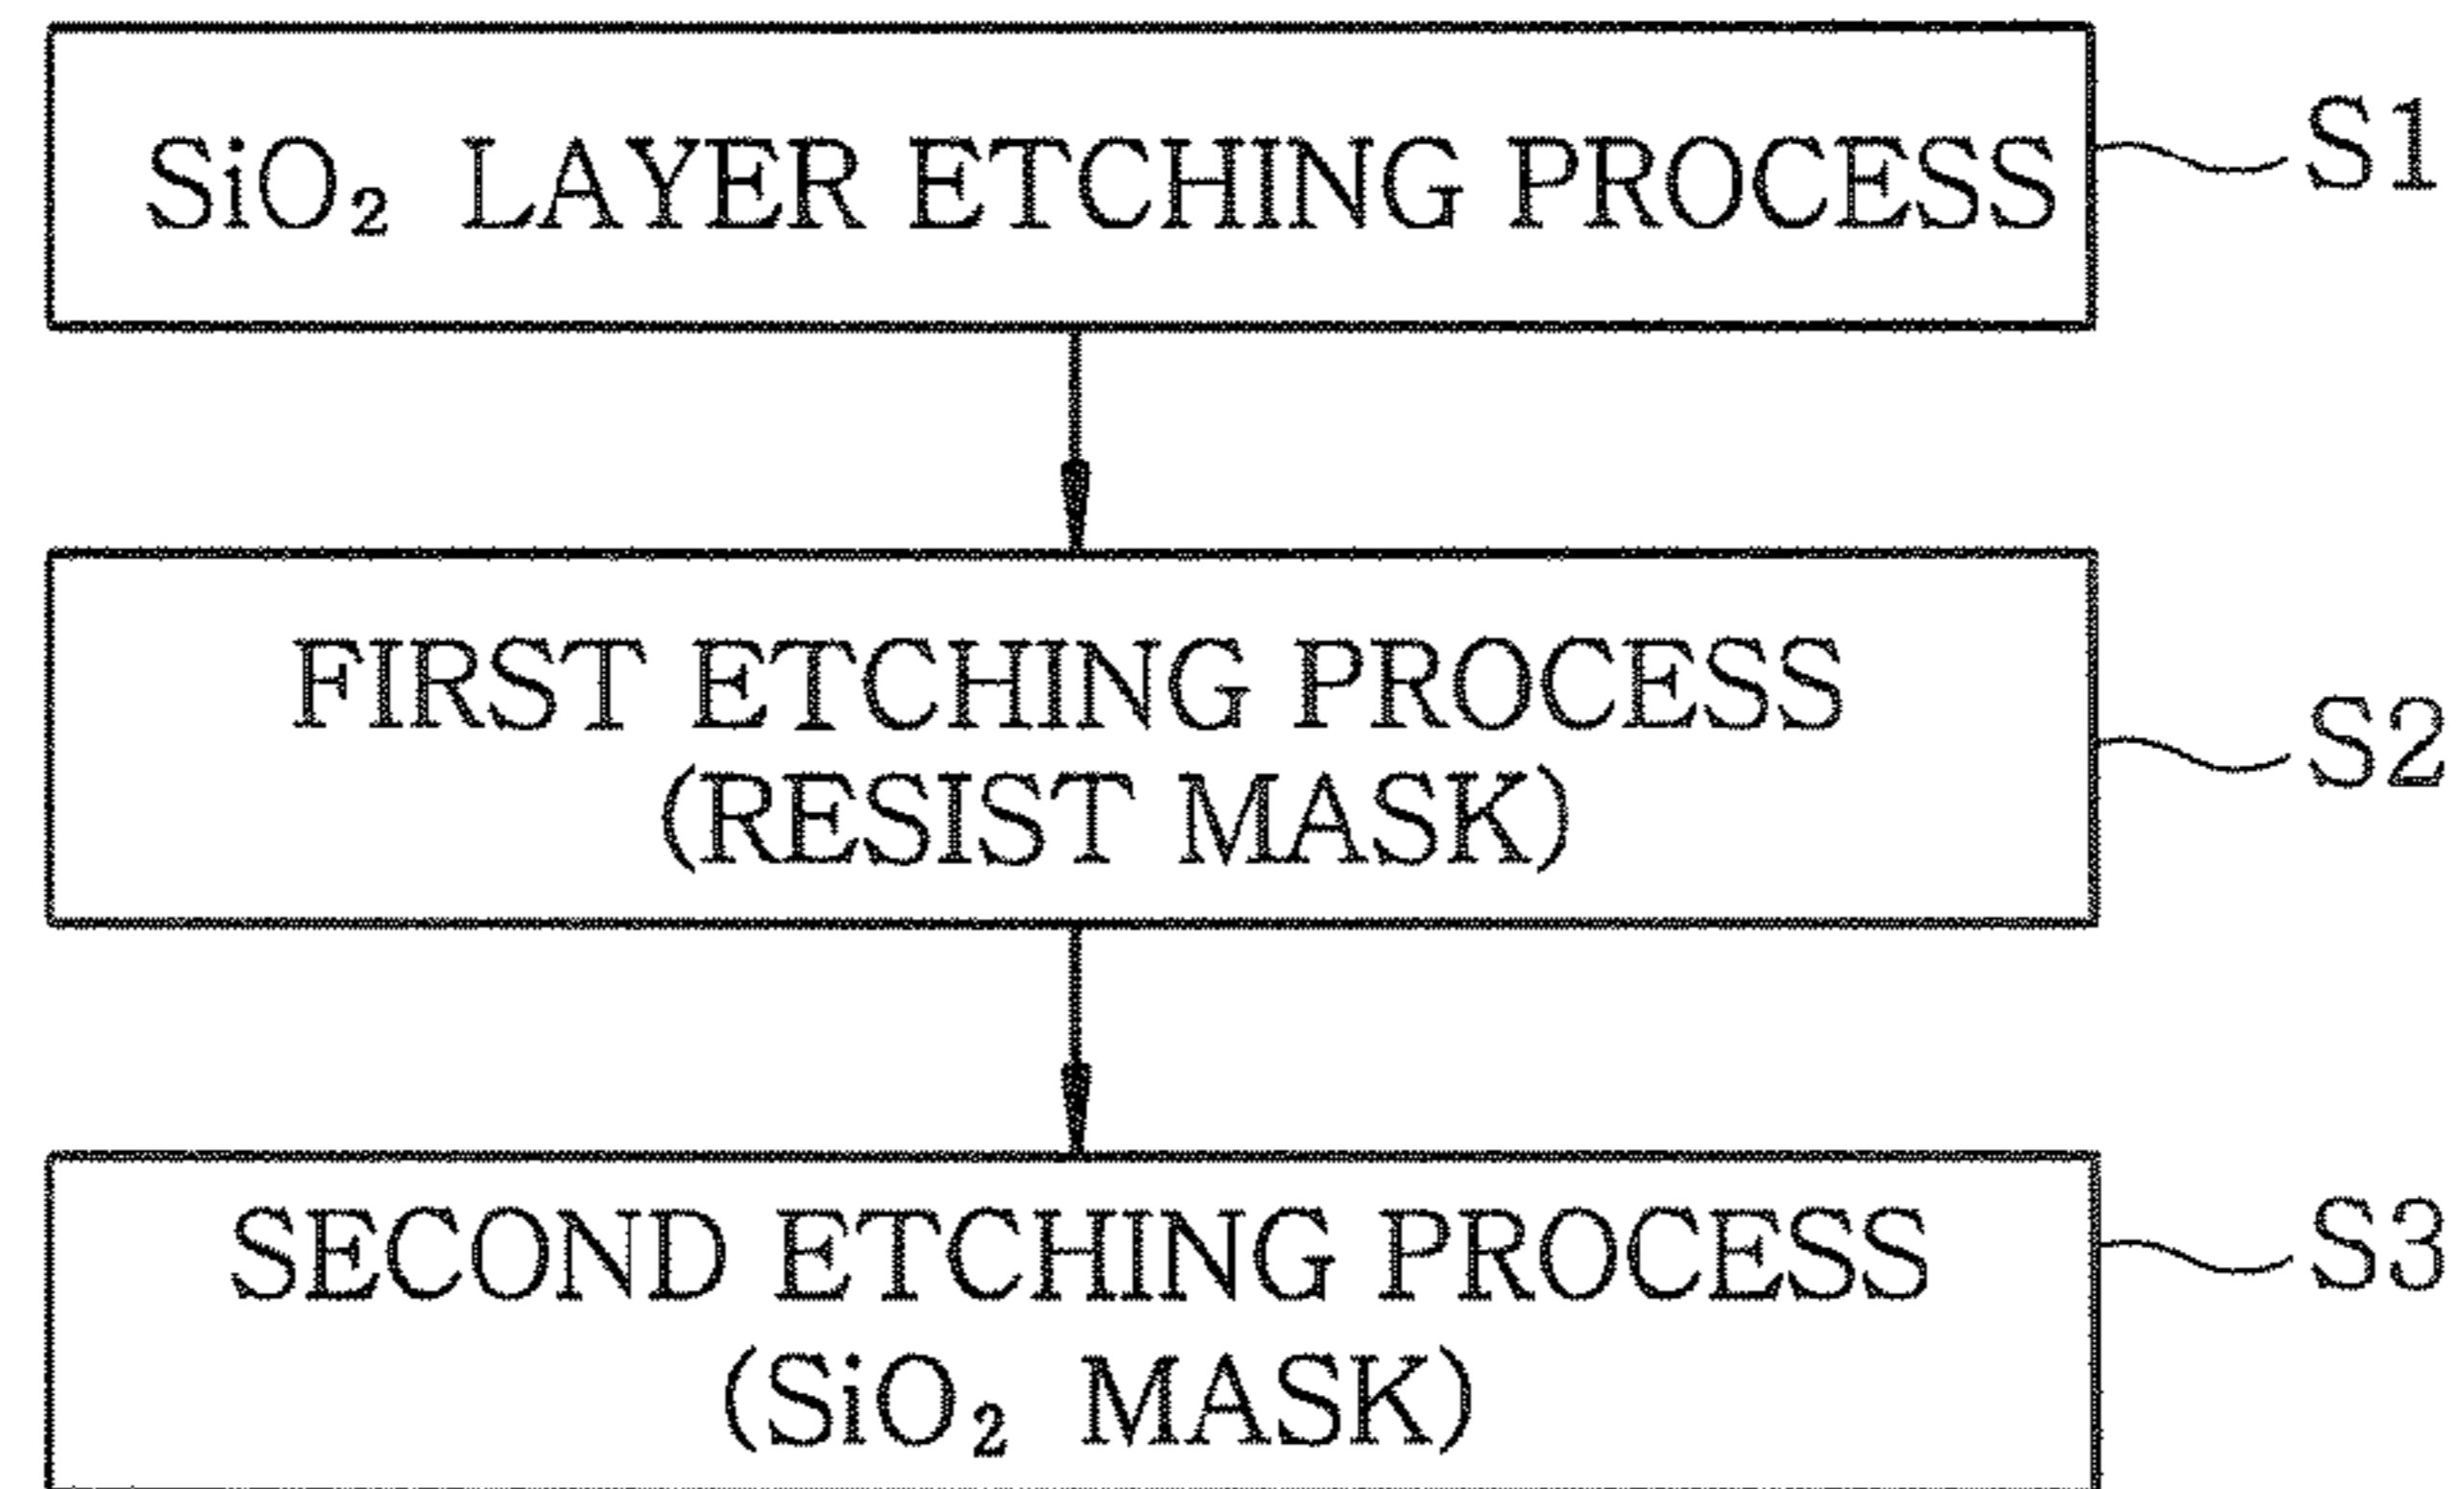 SiO₂ LAYER ETCHING PROCESS
S1
FIRST ETCHING PROCESS
(RESIST MASK)
S2
SECOND ETCHING PROCESS
(SiO₂ MASK)
S3